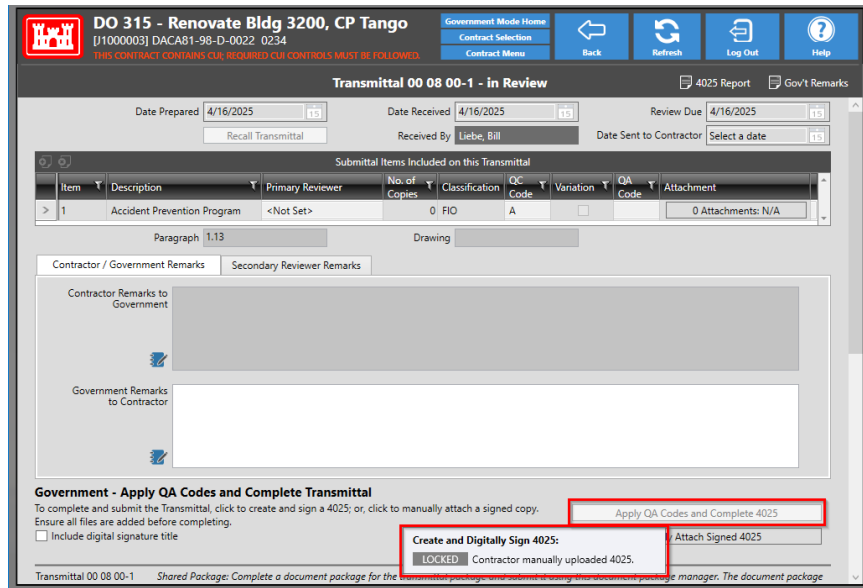 DO 315 - Renovate Bldg 3200, CP Tango
[J1000003] DACA81-98-D-0022 0234
THIS CONTRACT CONTAINS CUI; REQUIRED CUI CONTROLS MUST BE FOLLOWED.
Government Mode Home
Contract Selection
Contract Menu
Back
Refresh
Log Out
Help
Transmittal 00 08 00-1 - in Review
4025 Report
Gov't Remarks
Date Prepared 4/16/2025 15
Date Received 4/16/2025 15
Review Due 4/16/2025 15
Recall Transmittal
Received By Liebe, Bill
Date Sent to Contractor Select a date 15
Submittal Items Included on this Transmittal
Item Description Primary Reviewer No. of Copies Classification QC Code Variation QA Code Attachment
1 Accident Prevention Program <Not Set> 0 FIO A 0 Attachments: N/A
Paragraph 1.13
Drawing
Contractor / Government Remarks
Secondary Reviewer Remarks
Contractor Remarks to
Government
Government Remarks
to Contractor
Government - Apply QA Codes and Complete Transmittal
To complete and submit the Transmittal, click to create and sign a 4025; or, click to manually attach a signed copy.
Ensure all files are added before completing.
Include digital signature title
Apply QA Codes and Complete 4025
Attach Signed 4025
Create and Digitally Sign 4025:
LOCKED Contractor manually uploaded 4025.
Transmittal 00 08 00-1 Shared Package: Complete a document package for the transmittal package and submit it using this document package manager. The document package